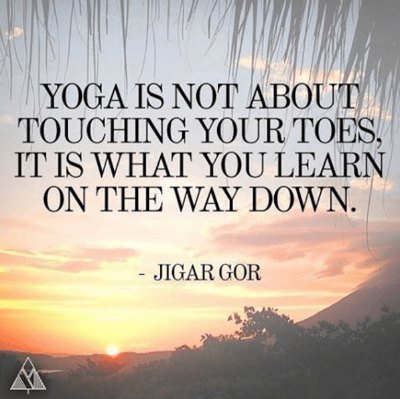 YOGA IS NOT ABOUT
TOUCHING YOUR TOES,
IT IS WHAT YOU LEARN
ON THE WAY DOWN.
- JIGAR GOR